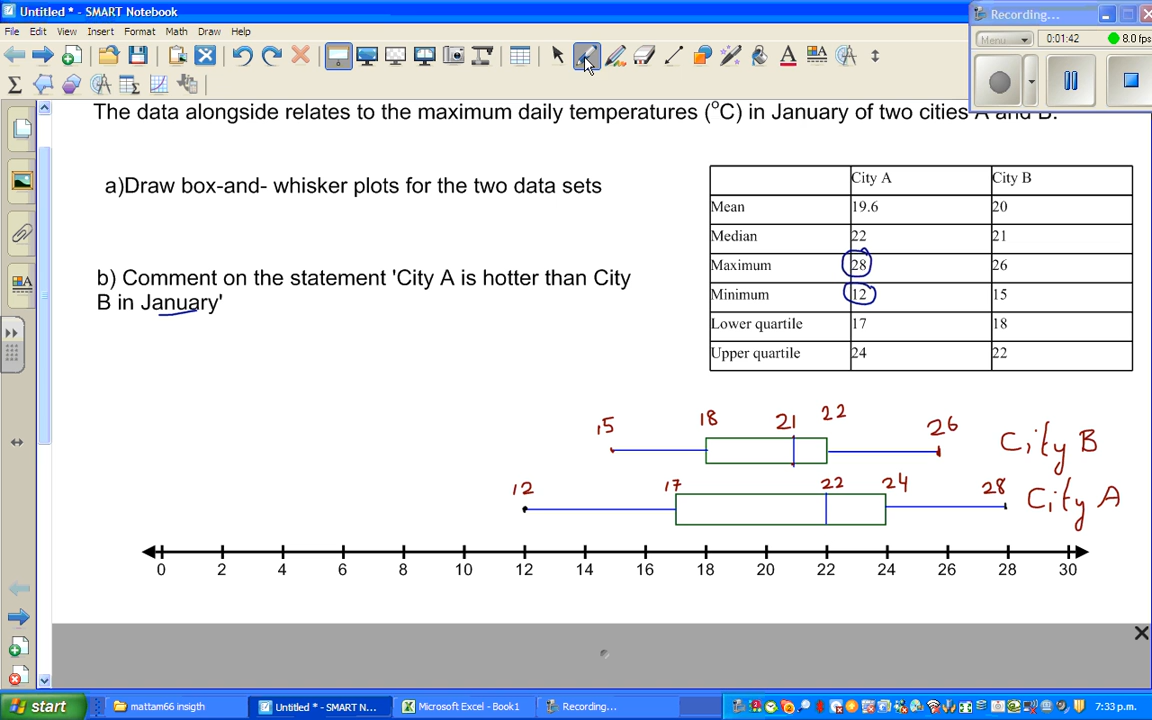 Untitled * - SMART Notebook
File Edit View Insert Format Math Draw Help
Recording...
Menu
0:01:42
8.0 fps
The data alongside relates to the maximum daily temperatures (°C) in January of two cities A and B.
a)Draw box-and- whisker plots for the two data sets
b) Comment on the statement 'City A is hotter than City
B in January'
City A City B
Mean 19.6 20
Median 22 21
Maximum 28 26
Minimum 12 15
Lower quartile 17 18
Upper quartile 24 22
15 18 21 22 26 City B
12 17 22 24 28 City A
0 2 4 6 8 10 12 14 16 18 20 22 24 26 28 30
start
mattam66 insigth
Untitled * - SMART N...
Microsoft Excel - Book1
Recording...
7:33 p.m.